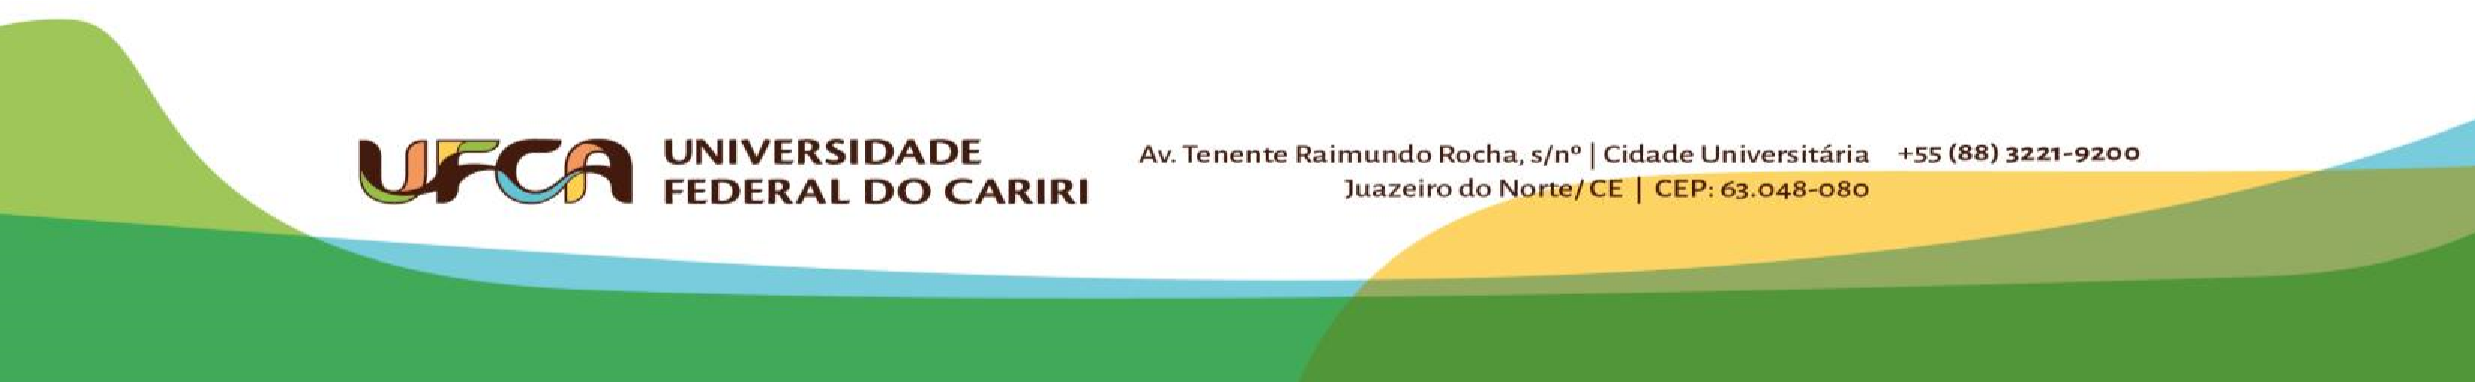 UFCA
UNIVERSIDADE
FEDERAL DO CARIRI
Av. Tenente Raimundo Rocha, s/nº | Cidade Universitária
Juazeiro do Norte/ CE | CEP: 63.048-080
+55 (88) 3221-9200